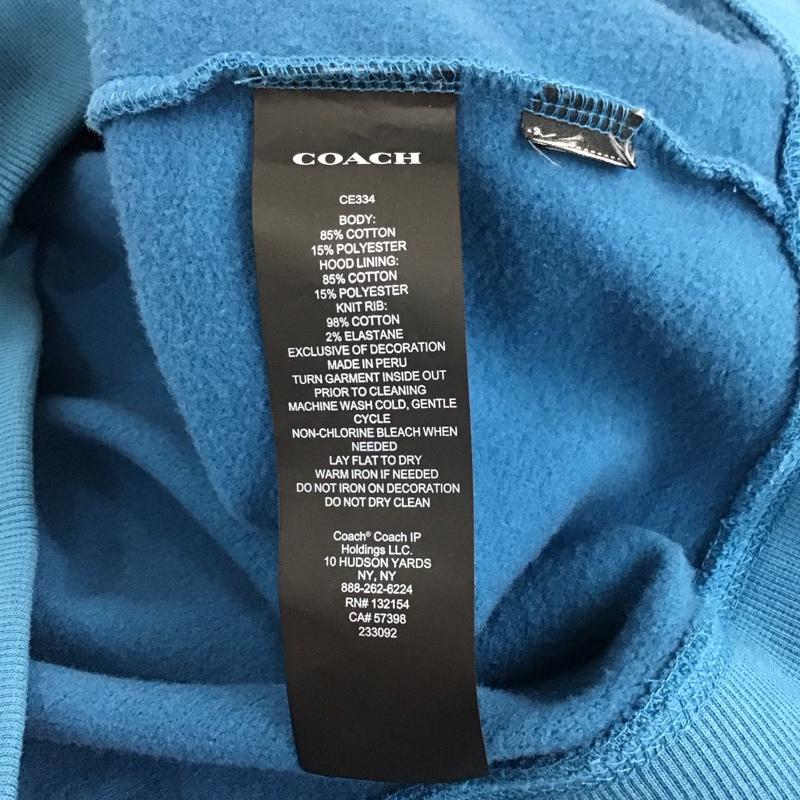 COACH
CE334
BODY:
85% COTTON
15% POLYESTER
HOOD LINING:
85% COTTON
15% POLYESTER
KNIT RIB:
98% COTTON
2% ELASTANE
EXCLUSIVE OF DECORATION
MADE IN PERU
TURN GARMENT INSIDE OUT
PRIOR TO CLEANING
MACHINE WASH COLD, GENTLE
CYCLE
NON-CHLORINE BLEACH WHEN
NEEDED
LAY FLAT TO DRY
WARM IRON IF NEEDED
DO NOT IRON ON DECORATION
DO NOT DRY CLEAN
Coach® Coach IP
Holdings LLC.
10 HUDSON YARDS
NY, NY
888-262-6224
RN# 132154
CA# 57398
233092